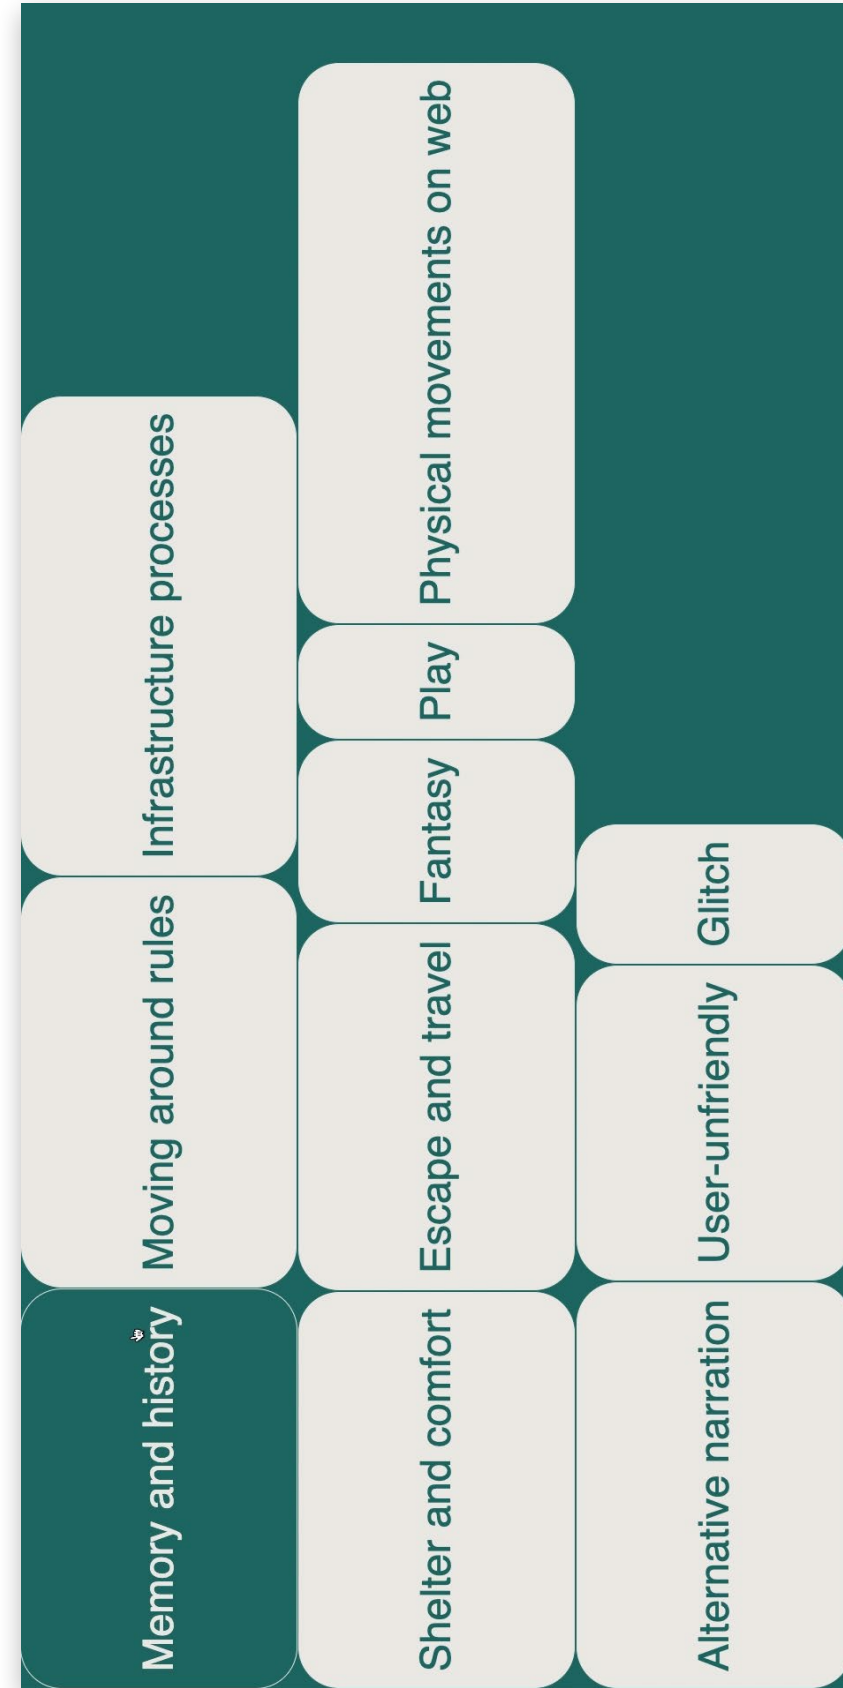 Memory and history Moving around rules Infrastructure processes
Shelter and comfort Escape and travel Fantasy Play Physical movements on web
Alternative narration User-unfriendly Glitch